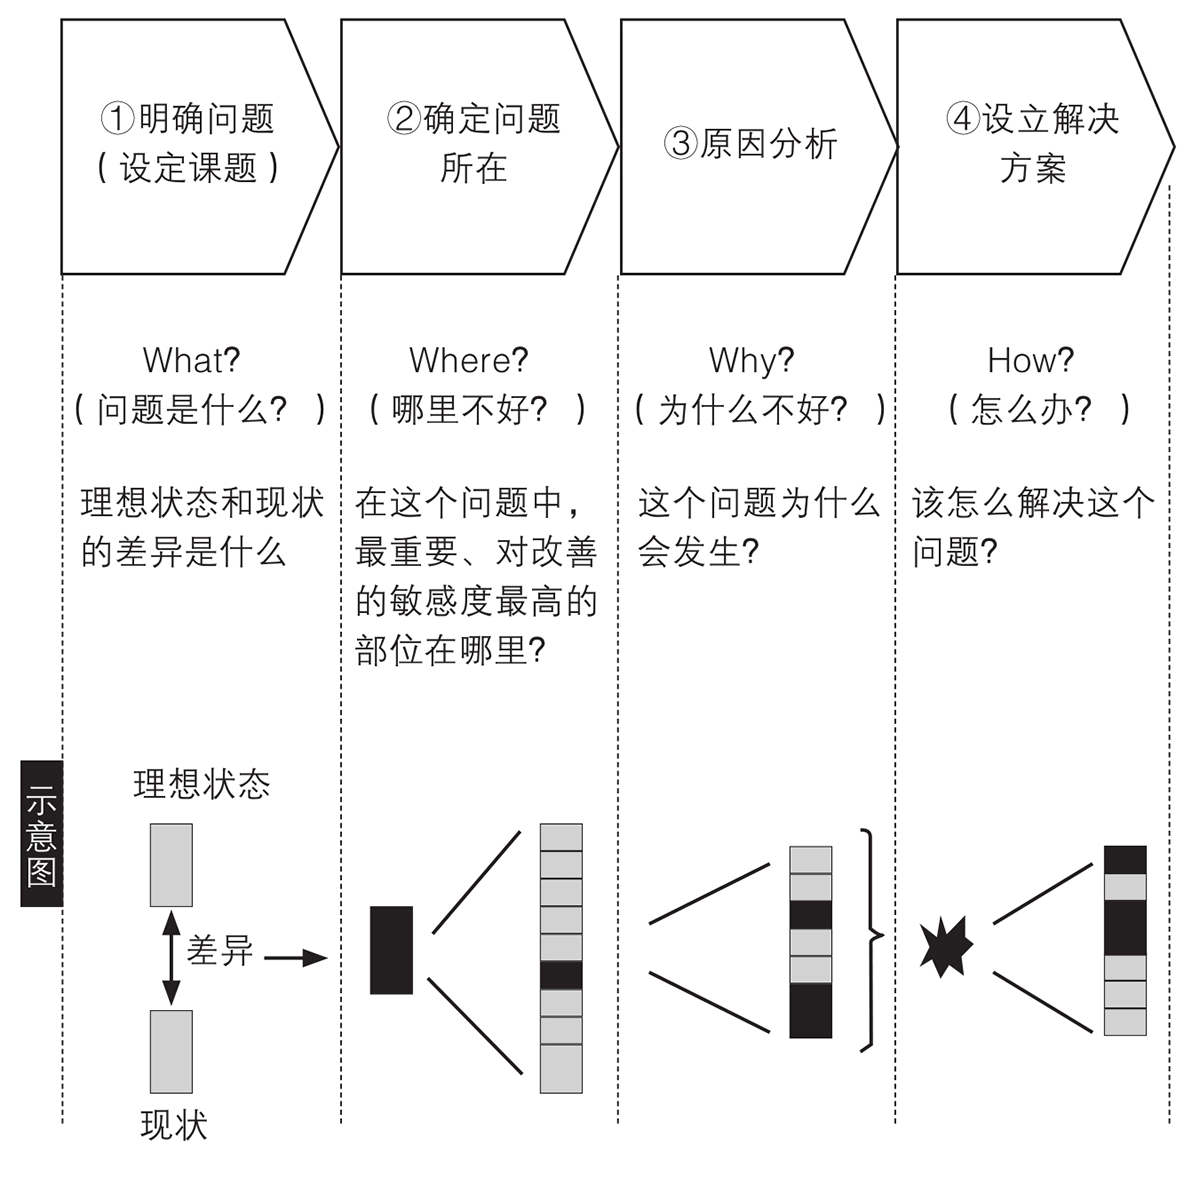 ①明确问题
（设定课题）
②确定问题
所在
③原因分析
④设立解决
方案
What?
（问题是什么？）
Where?
（哪里不好？）
Why?
（为什么不好？）
How?
（怎么办？）
理想状态和现状
的差异是什么
在这个问题中，
最重要、对改善
的敏感度最高的
部位在哪里？
这个问题为什么
会发生？
该怎么解决这个
问题？
示意图
理想状态
差异
现状